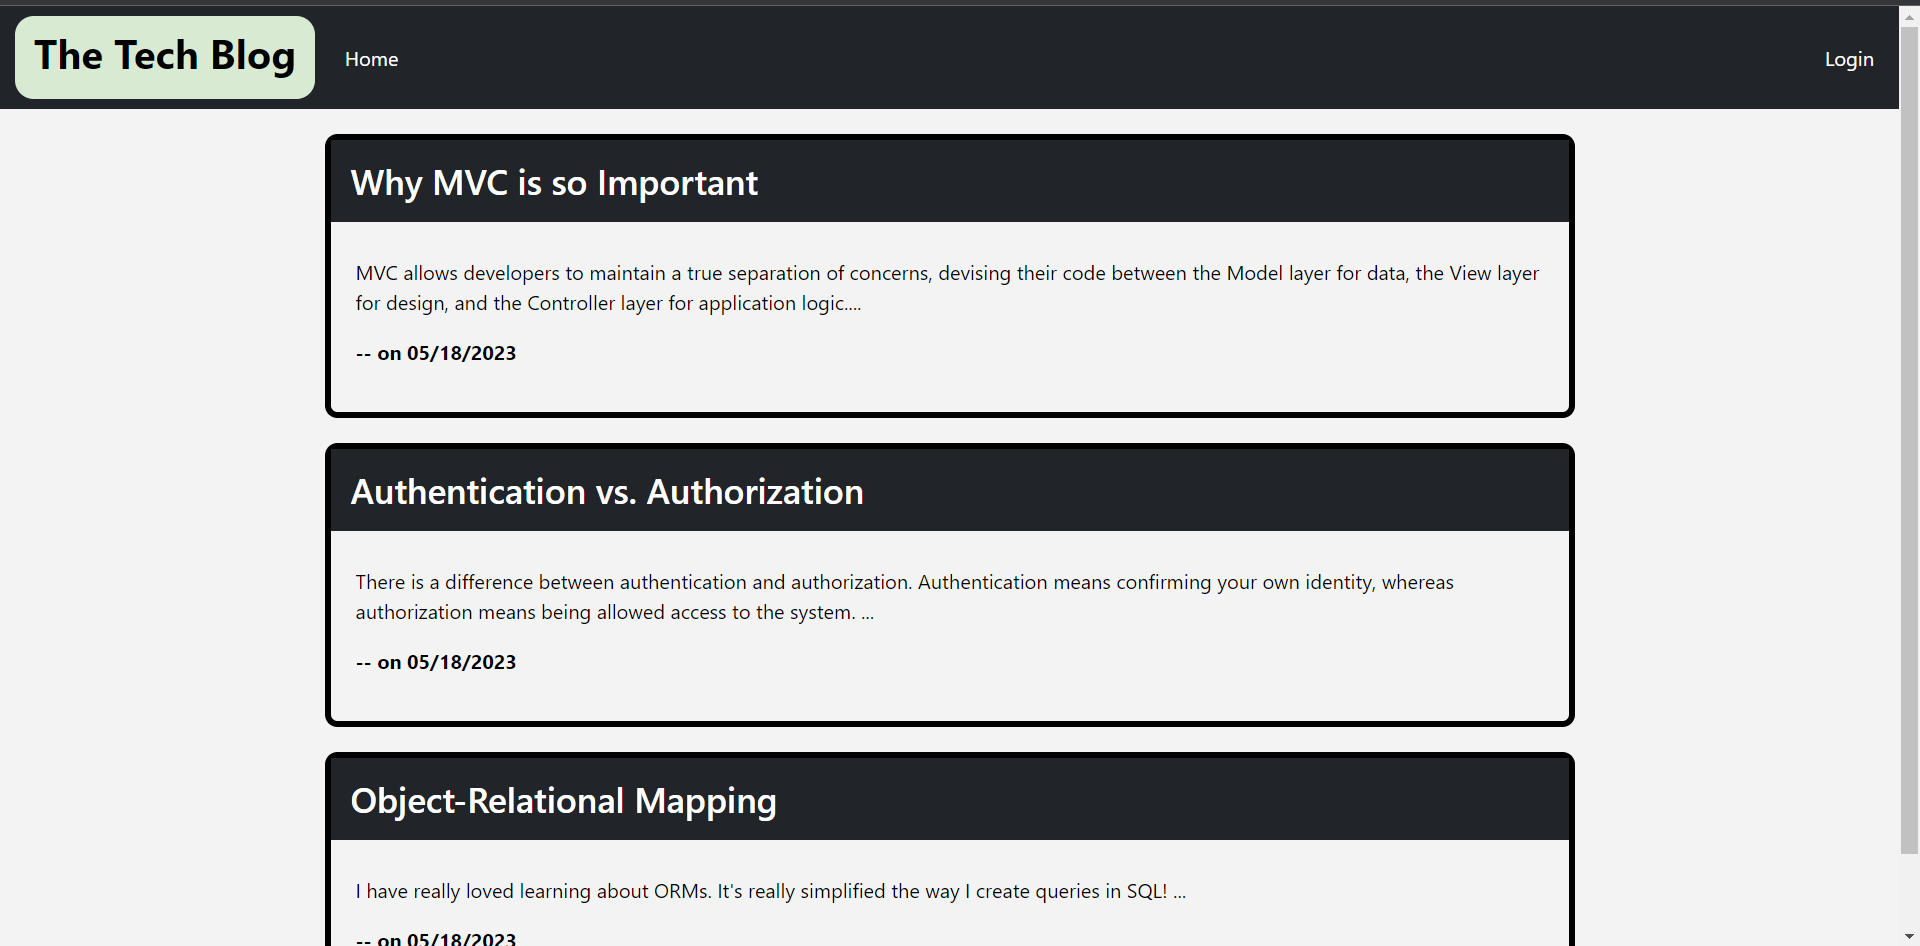 The Tech Blog
Home
Login
Why MVC is so Important
MVC allows developers to maintain a true separation of concerns, devising their code between the Model layer for data, the View layer
for design, and the Controller layer for application logic....
-- on 05/18/2023
Authentication vs. Authorization
There is a difference between authentication and authorization. Authentication means confirming your own identity, whereas
authorization means being allowed access to the system. ...
-- on 05/18/2023
Object-Relational Mapping
I have really loved learning about ORMs. It's really simplified the way I create queries in SQL! ...
-- on 05/18/2023